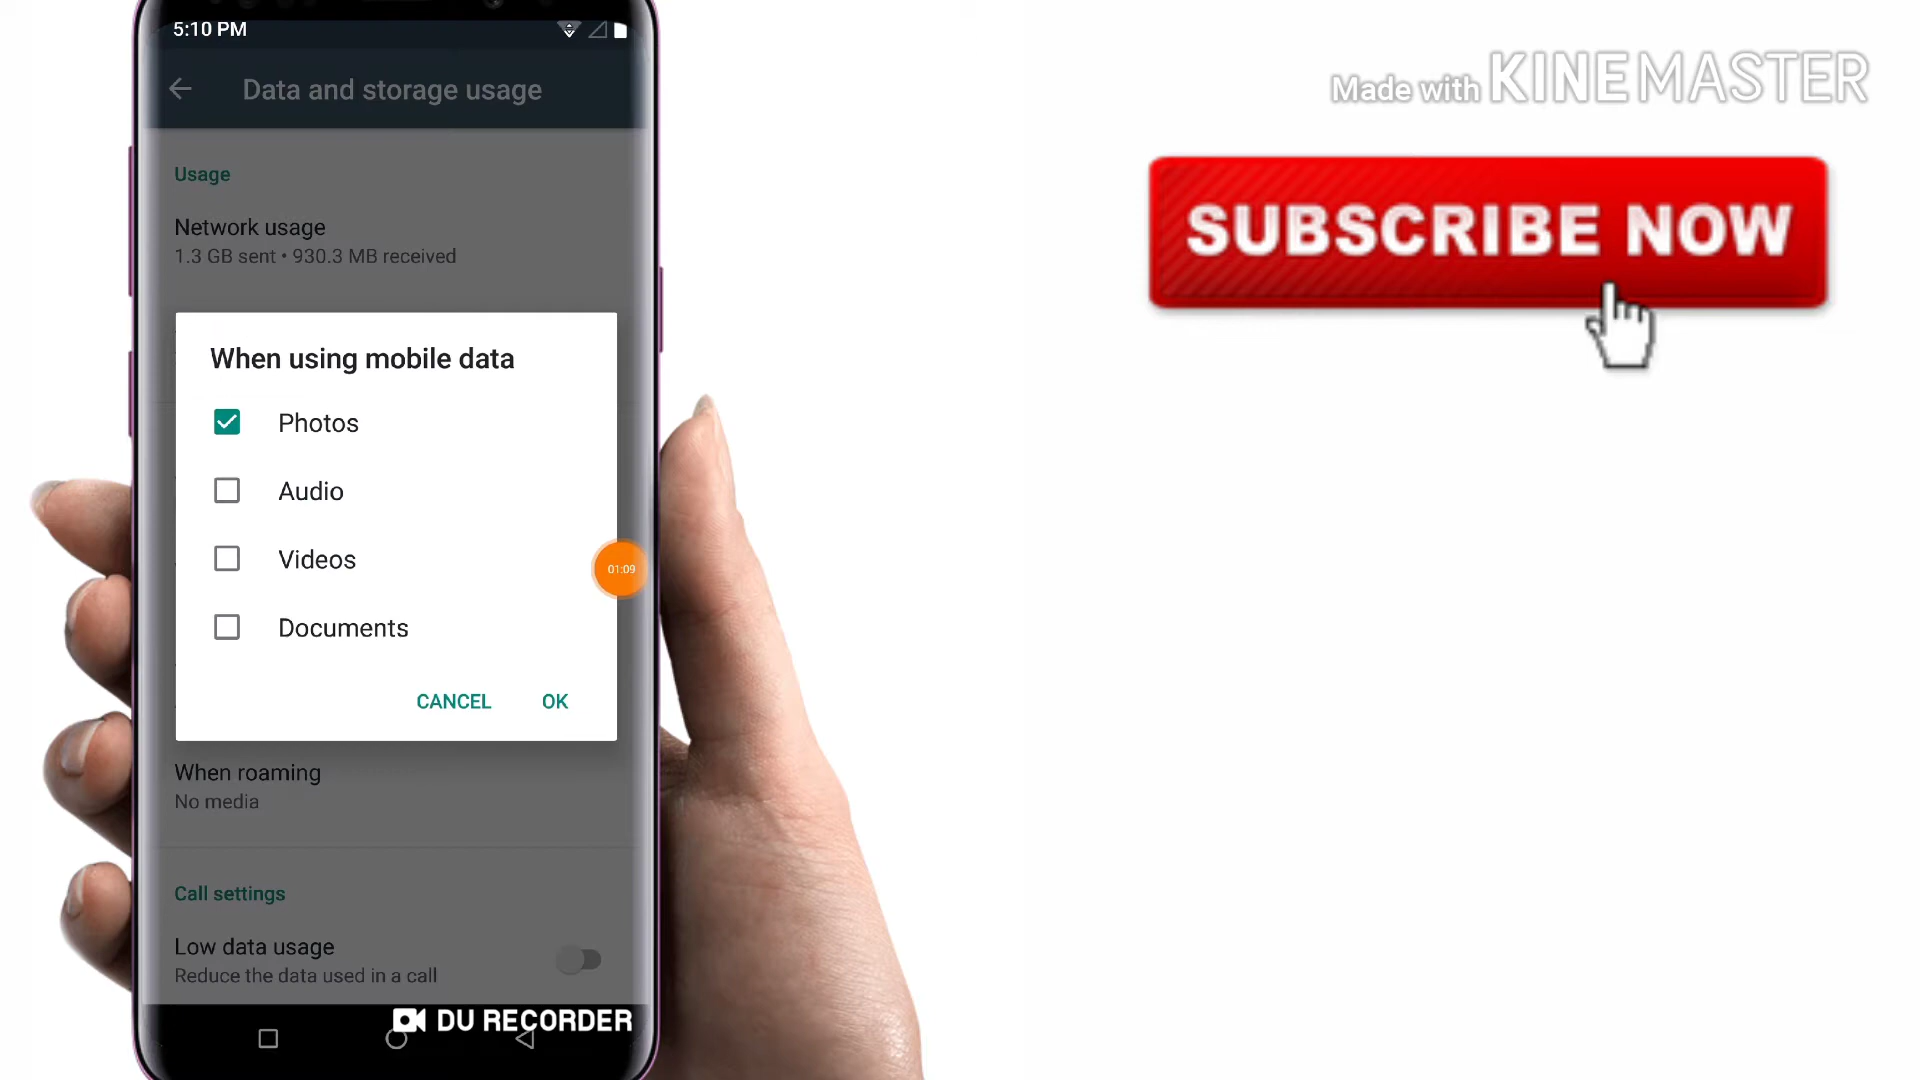 5:10 PM
Data and storage usage
Usage
Network usage
1.3 GB sent • 930.3 MB received
When using mobile data
Photos
Audio
Videos
01:09
Documents
CANCEL OK
When roaming
No media
Call settings
Low data usage
Reduce the data used in a call
DU RECORDER
Made with KINEMASTER
SUBSCRIBE NOW